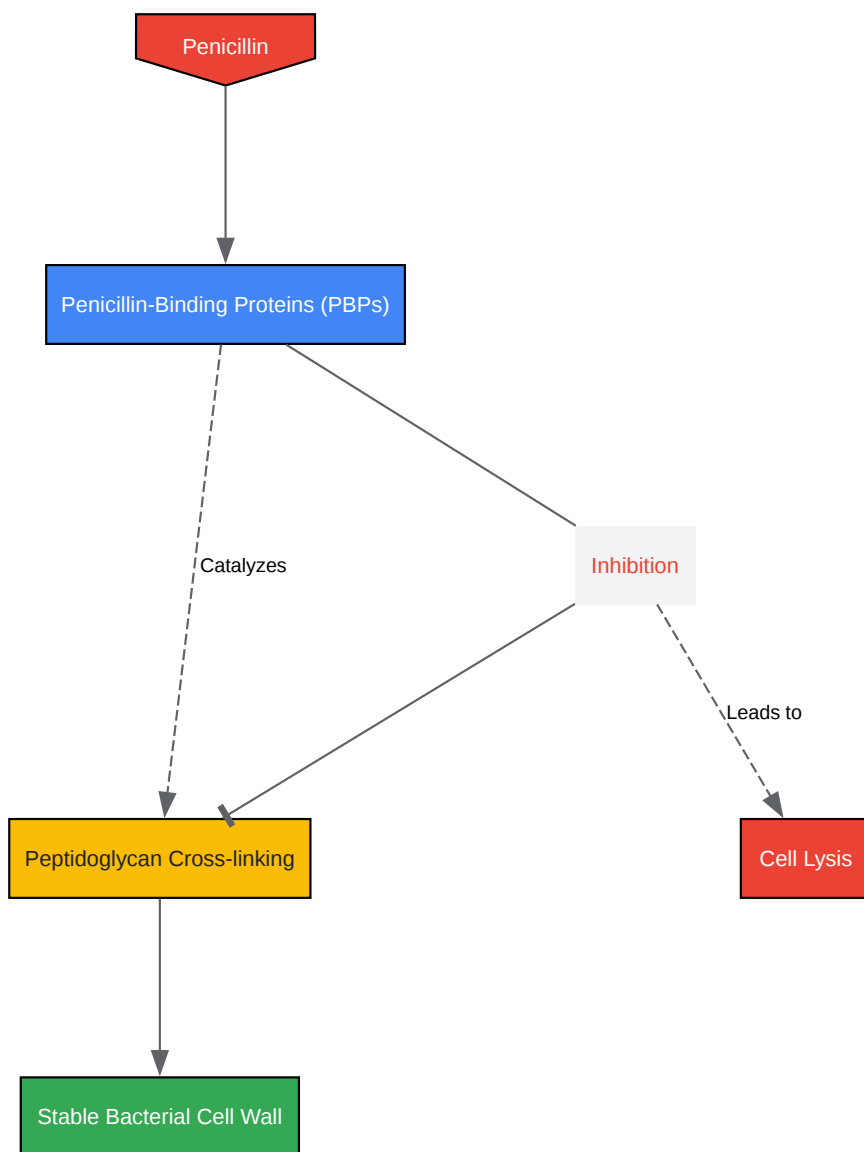 Penicillin
Penicillin-Binding Proteins (PBPs)
Catalyzes
Inhibition
Leads to
Peptidoglycan Cross-linking
Cell Lysis
Stable Bacterial Cell Wall